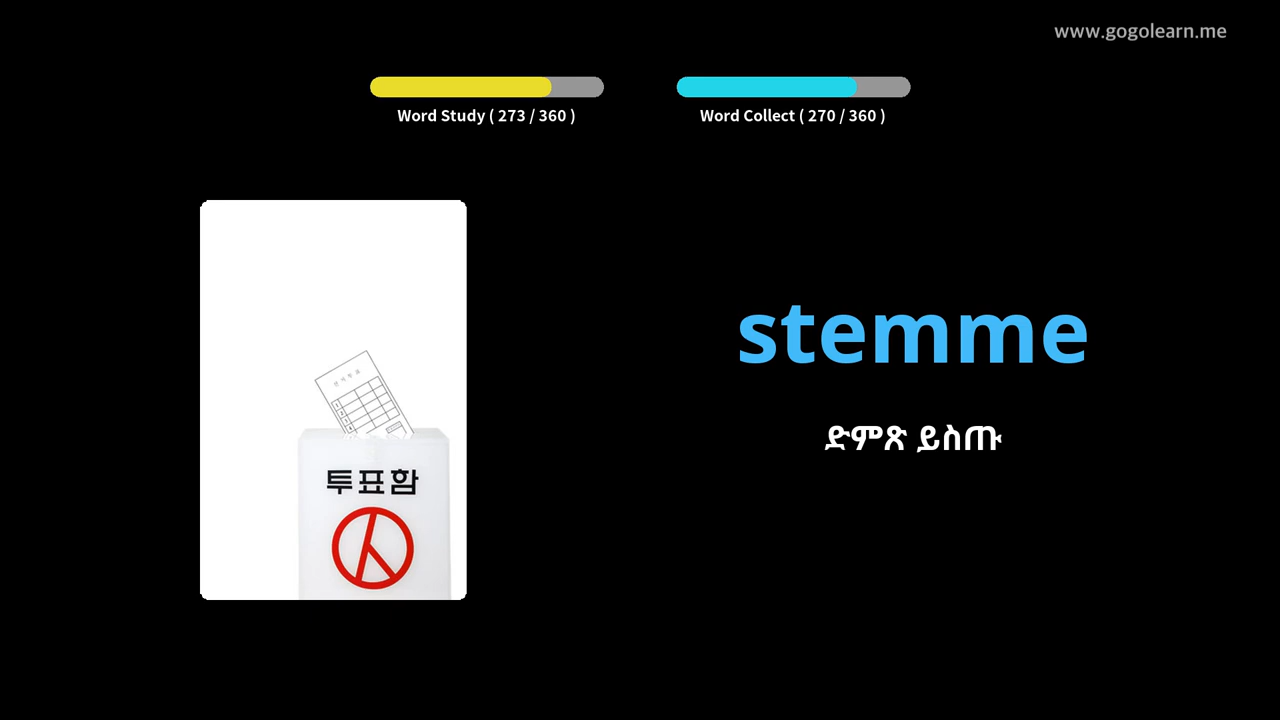 www.gogolearn.me
Word Study ( 273 / 360 )
Word Collect ( 270 / 360 )
stemme
ድምጽ ይስጡ
투표함